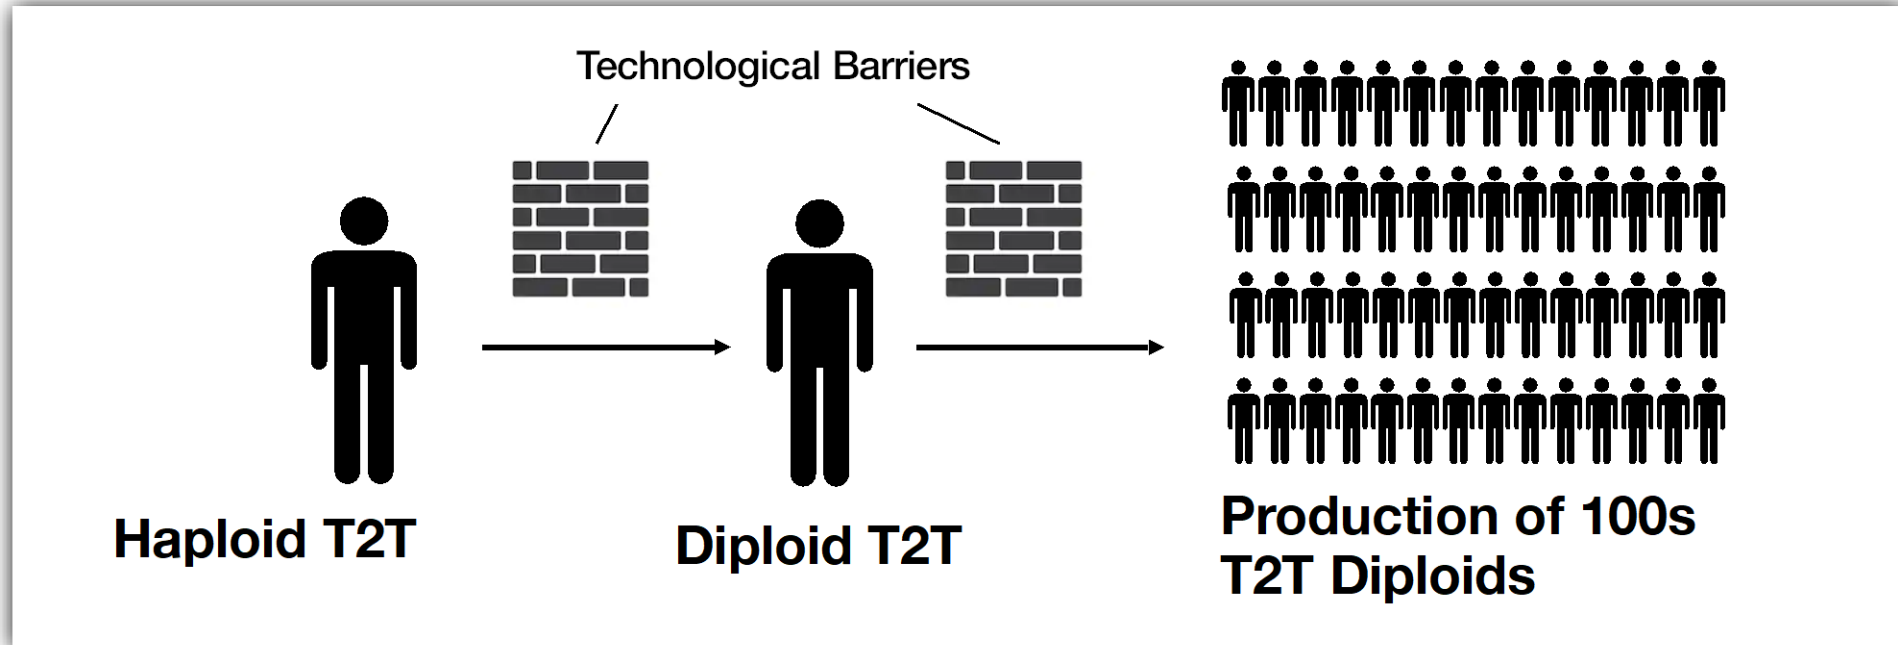 Technological Barriers
Haploid T2T
Diploid T2T
Production of 100s
T2T Diploids